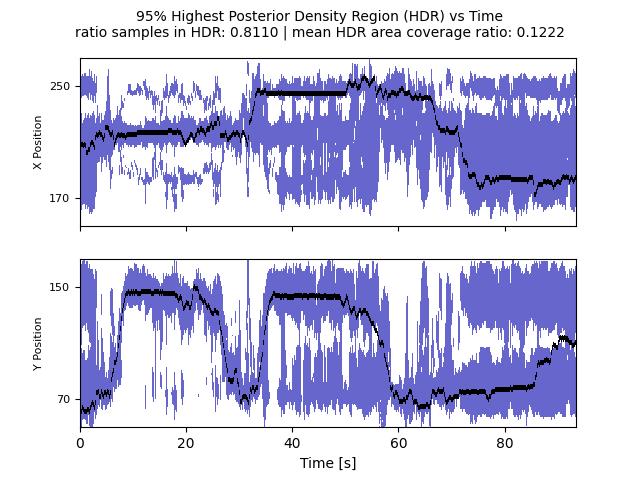 95% Highest Posterior Density Region (HDR) vs Time
ratio samples in HDR: 0.8110 | mean HDR area coverage ratio: 0.1222
250
170
X Position
150
70
Y Position
0 20 40 60 80
Time [s]